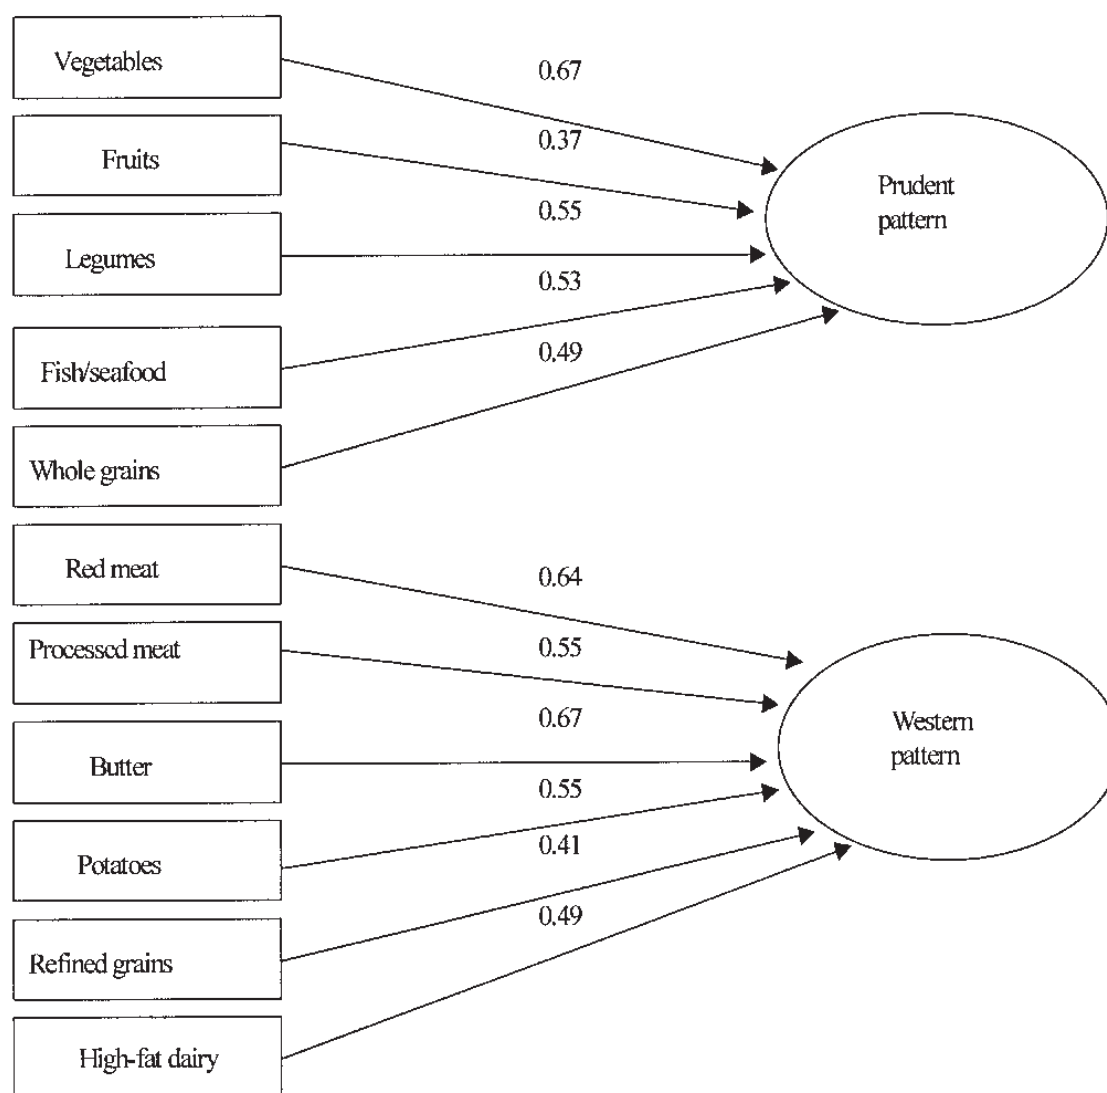 Vegetables
0.67
Fruits
0.37
Prudent
pattern
Legumes
0.55
Fish/seafood
0.53
Whole grains
0.49
Red meat
0.64
Processed meat
0.55
Butter
0.67
Western
pattern
Potatoes
0.55
Refined grains
0.41
High-fat dairy
0.49